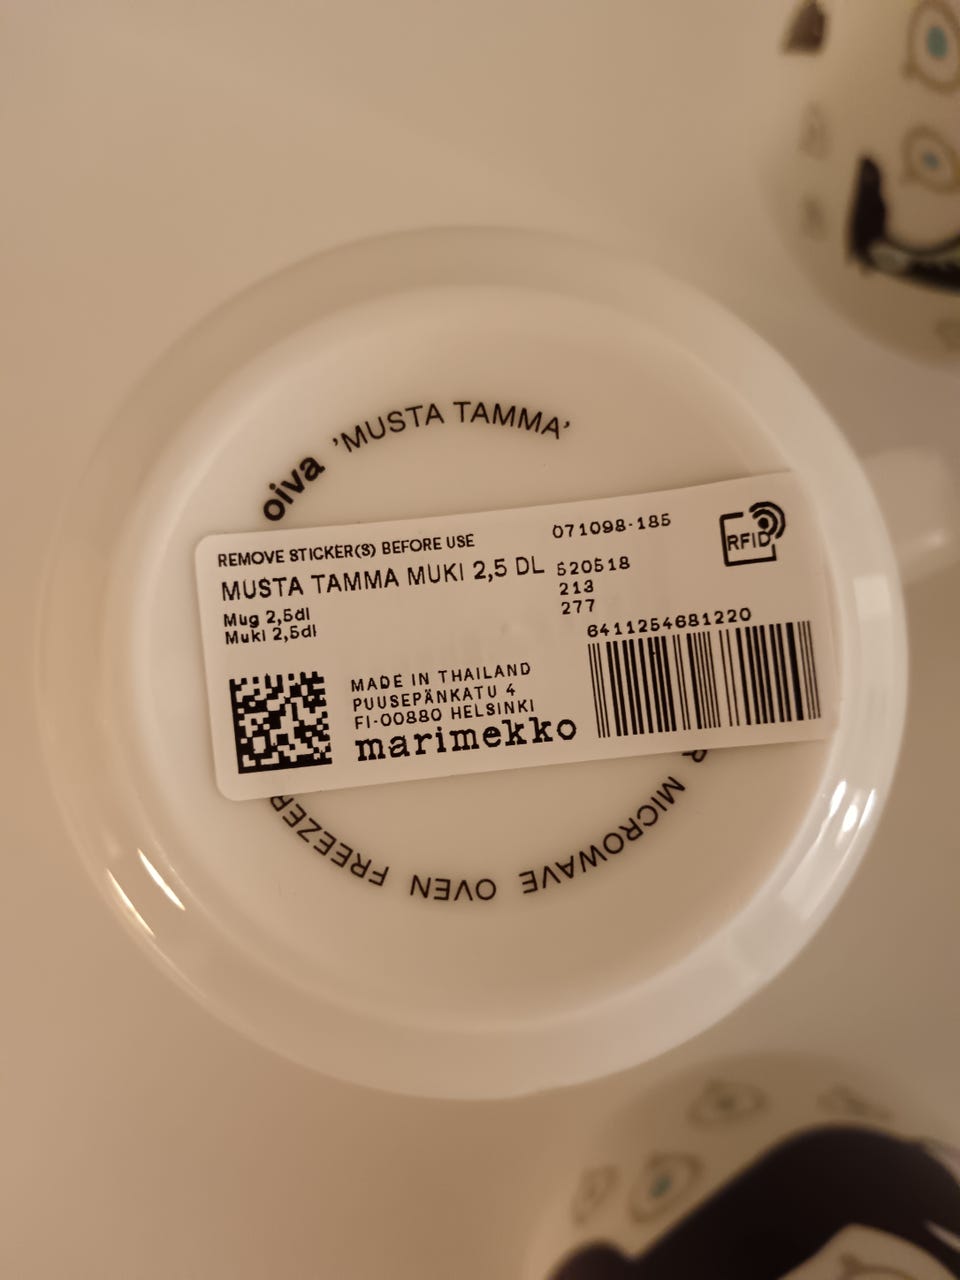 oiva ’MUSTA TAMMA’
REMOVE STICKER(S) BEFORE USE
071098-185
RFID
MUSTA TAMMA MUKI 2,5 DL
520518
Mug 2,5dl
213
Muki 2,5dl
277
6411254681220
MADE IN THAILAND
PUUSEPÄNKATU 4
FI-00880 HELSINKI
marimekko
MICROWAVE OVEN FREEZER